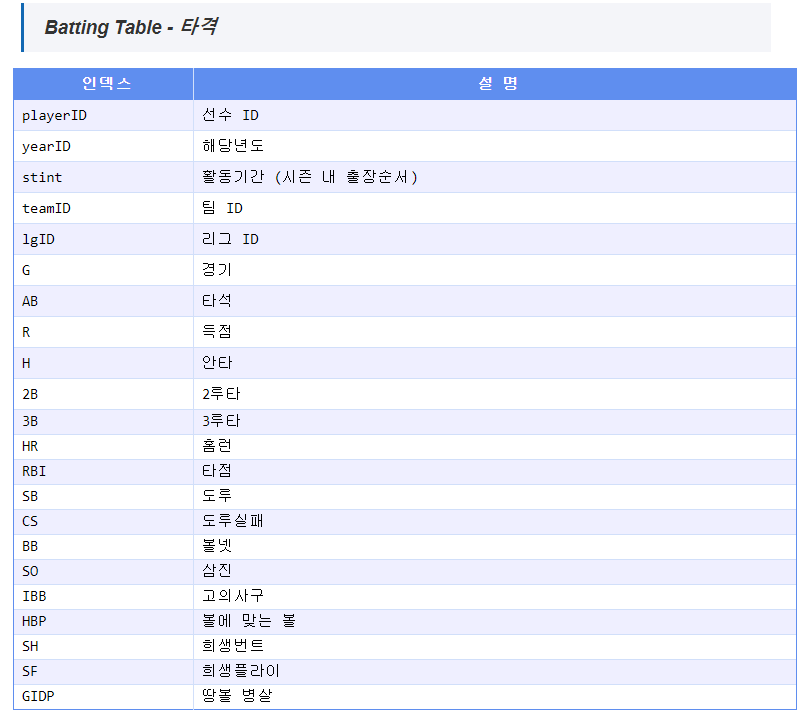 Batting Table - 타격
인덱스 설 명
playerID 선수 ID
yearID 해당년도
stint 활동기간 (시즌 내 출장순서)
teamID 팀 ID
lgID 리그 ID
G 경기
AB 타석
R 득점
H 안타
2B 2루타
3B 3루타
HR 홈런
RBI 타점
SB 도루
CS 도루실패
BB 볼넷
SO 삼진
IBB 고의사구
HBP 볼에 맞는 볼
SH 희생번트
SF 희생플라이
GIDP 땅볼 병살